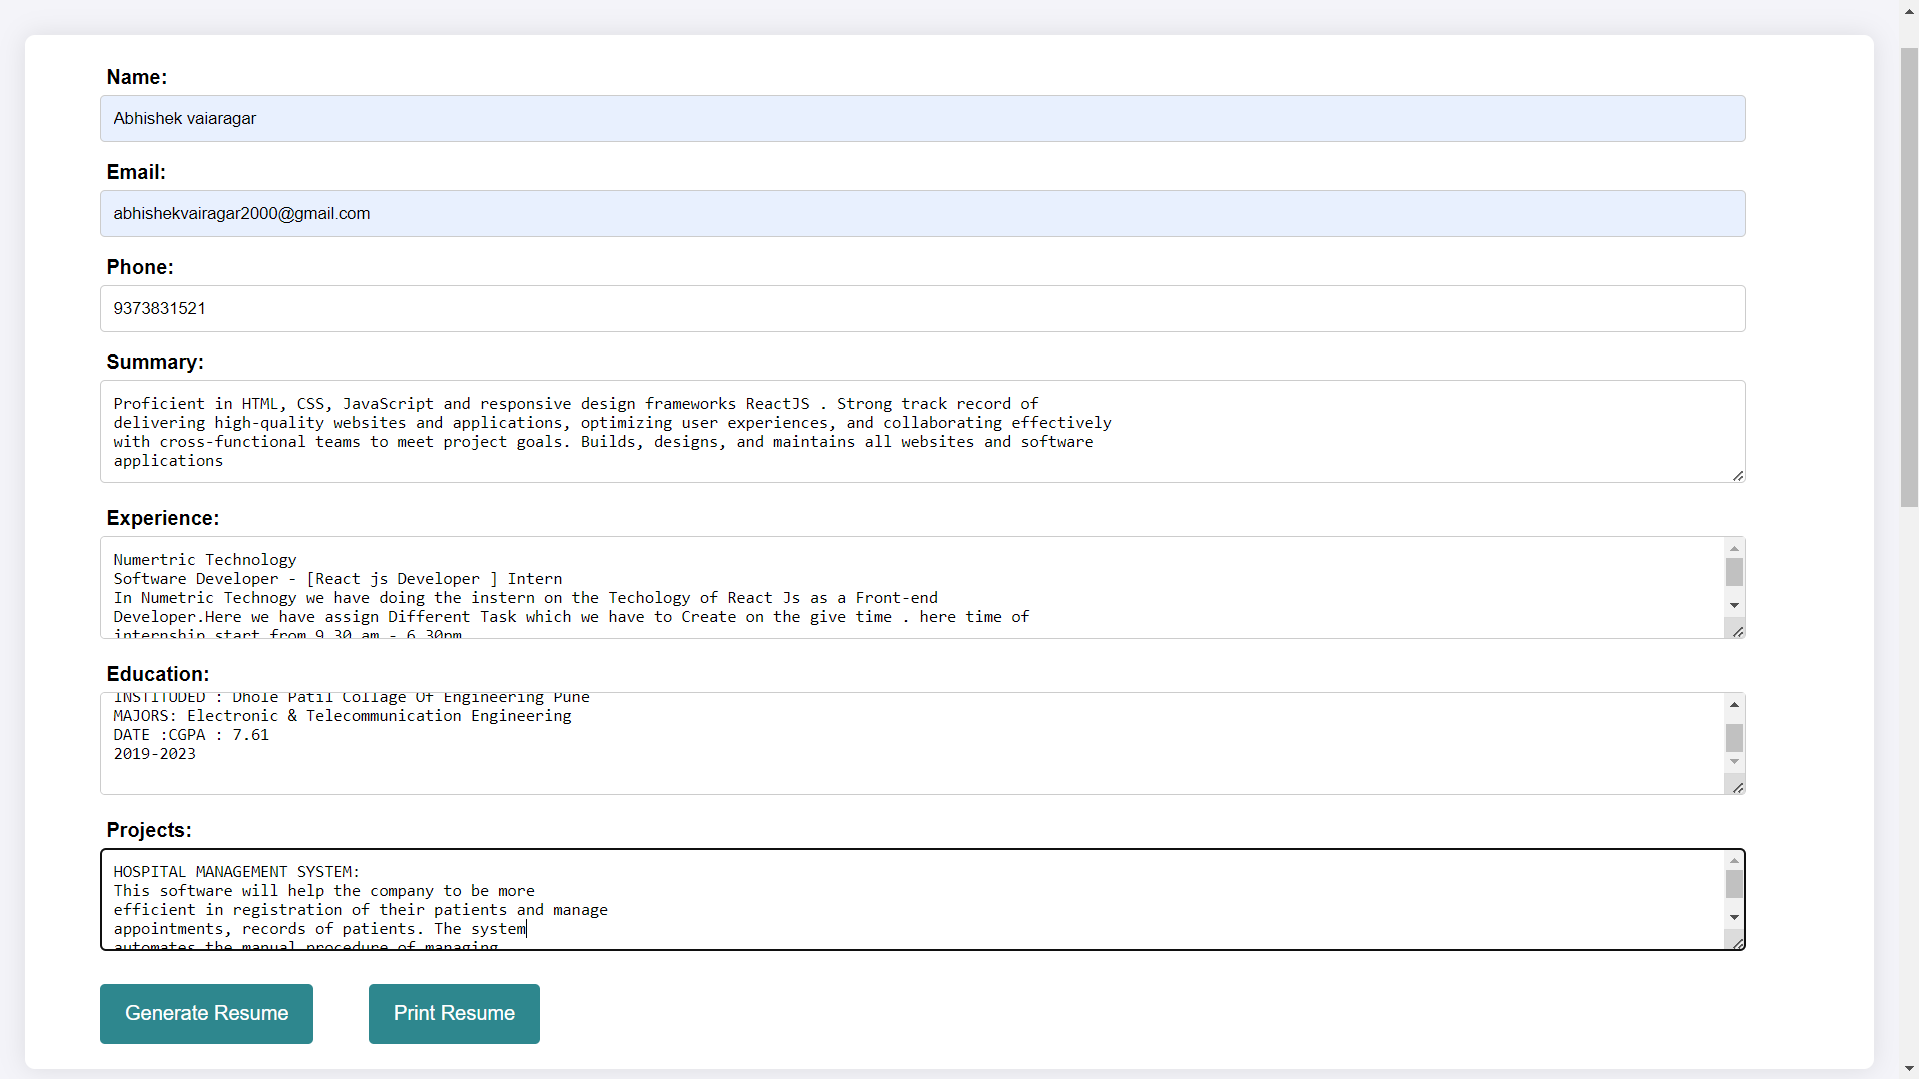 Name:
Abhishek vaiaragar
Email:
abhishekvairagar2000@gmail.com
Phone:
9373831521
Summary:
Proficient in HTML, CSS, JavaScript and responsive design frameworks ReactJS . Strong track record of
delivering high-quality websites and applications, optimizing user experiences, and collaborating effectively
with cross-functional teams to meet project goals. Builds, designs, and maintains all websites and software
applications
Experience:
Numertric Technology
Software Developer - [React js Developer ] Intern
In Numetric Technogy we have doing the instern on the Techology of React Js as a Front-end
Developer.Here we have assign Different Task which we have to Create on the give time . here time of
internship start from 9.30 am - 6.30pm
Education:
INSTITUDED : Dhole Patil Collage Of Engineering Pune
MAJORS: Electronic & Telecommunication Engineering
DATE :CGPA : 7.61
2019-2023
Projects:
HOSPITAL MANAGEMENT SYSTEM:
This software will help the company to be more
efficient in registration of their patients and manage
appointments, records of patients. The system
automates the manual procedure of managing
Generate Resume
Print Resume